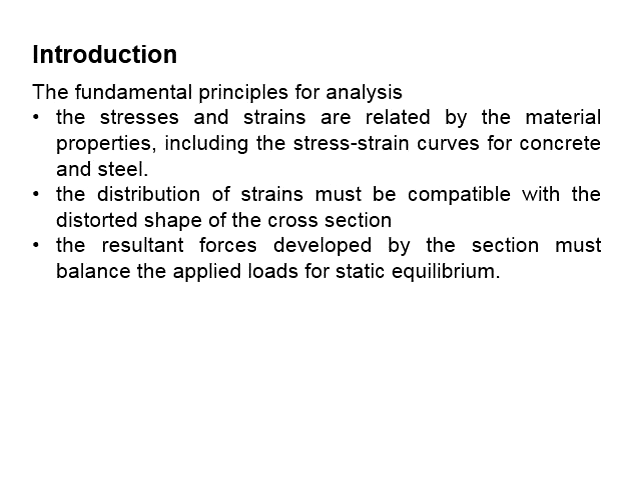 Introduction
The fundamental principles for analysis
• the stresses and strains are related by the material
properties, including the stress-strain curves for concrete
and steel.
• the distribution of strains must be compatible with the
distorted shape of the cross section
• the resultant forces developed by the section must
balance the applied loads for static equilibrium.